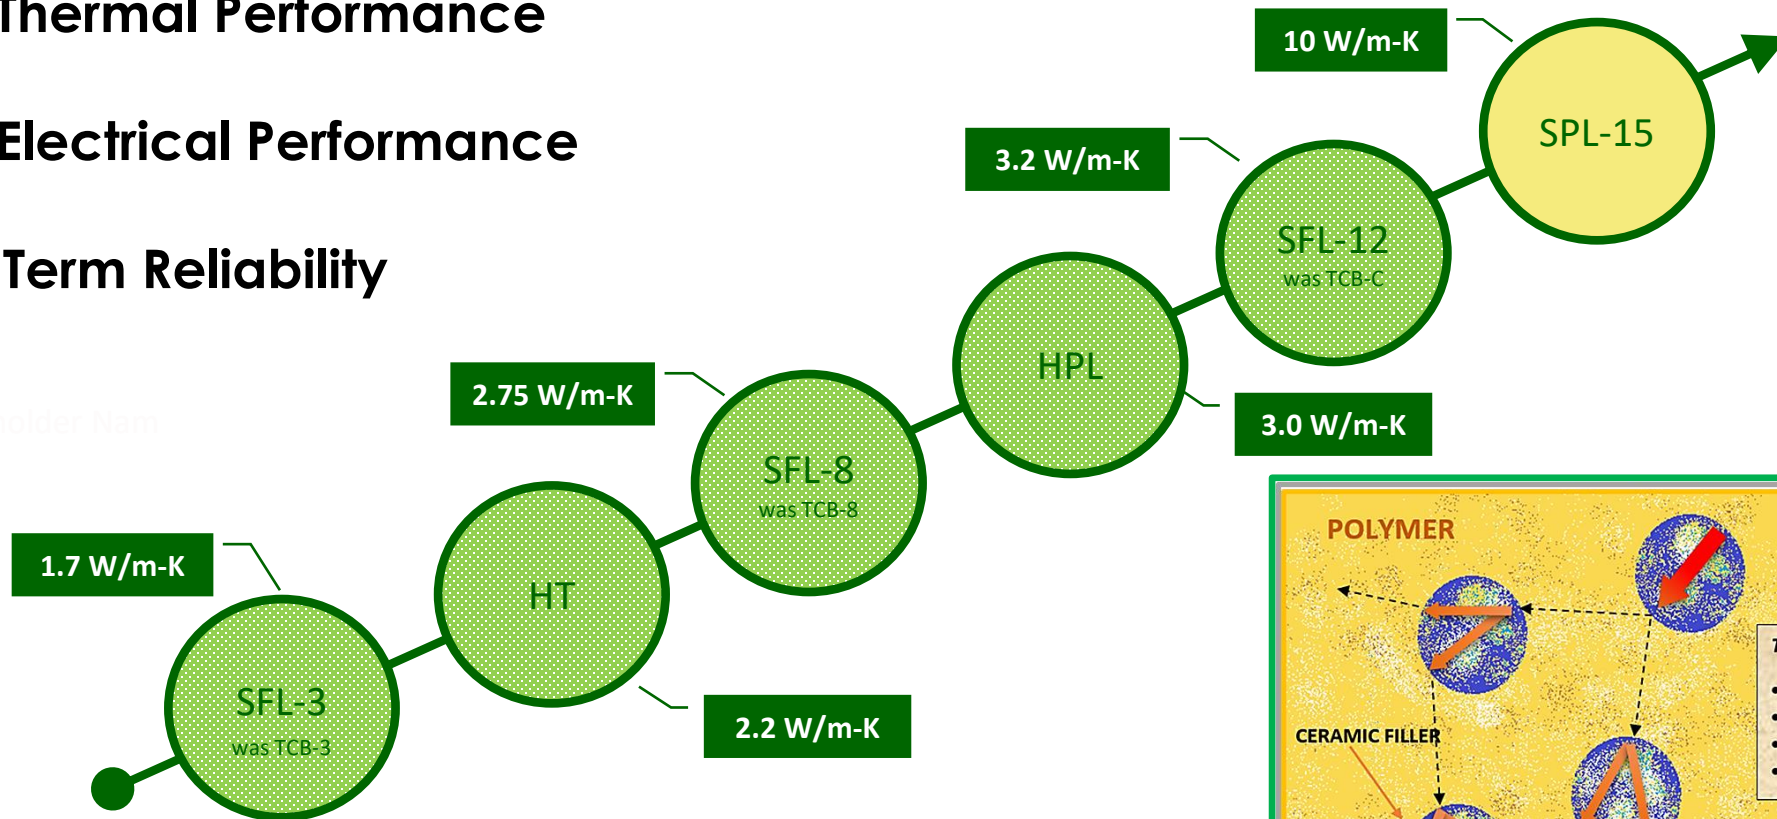 Thermal Performance
Electrical Performance
Term Reliability
10 W/m-K
SPL-15
3.2 W/m-K
SFL-12
was TCB-C
HPL
3.0 W/m-K
2.75 W/m-K
SFL-8
was TCB-8
HT
2.2 W/m-K
1.7 W/m-K
SFL-3
was TCB-3
POLYMER
CERAMIC FILLER